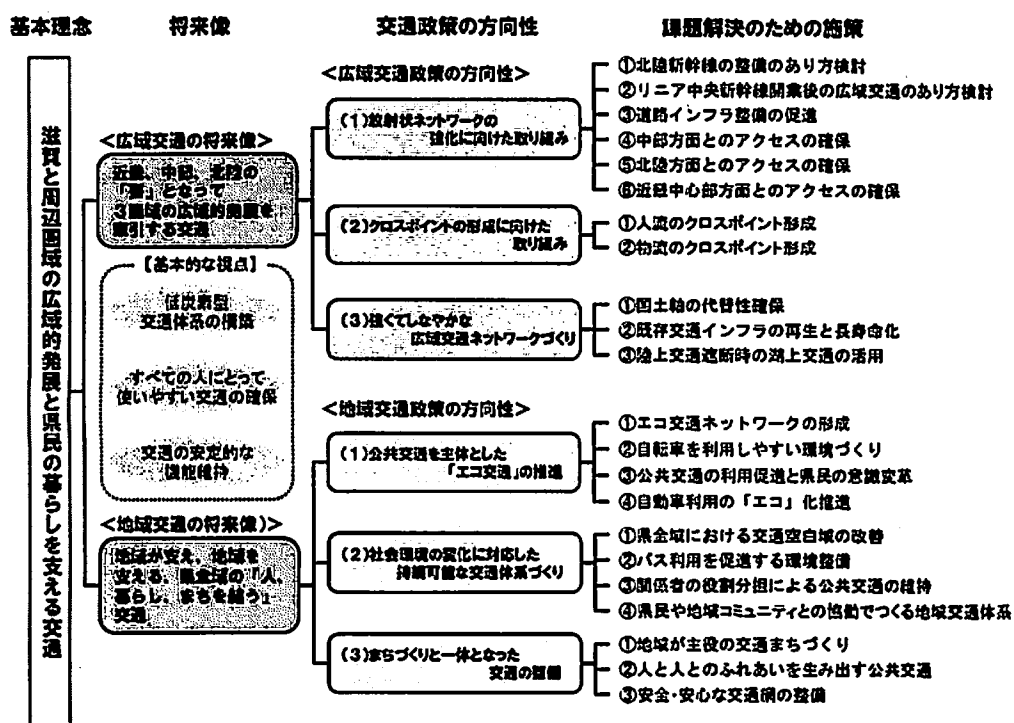 基本理念
将来像
交通政策の方向性
課題解決のための施策
滋賀と周辺圏域の広域的発展と県民の暮らしを支える交通
<広域交通の将来像>
近畿、中部、北陸の
「要」となって
3圏域の広域的発展を
牽引する交通
【基本的な視点】
低炭素型
交通体系の構築
すべての人にとって
使いやすい交通の確保
交通の安定的な
機能維持
<地域交通の将来像)>
地域が支え、地域を
支える、県全域の「人、
暮らし、まちを結う」
交通
<広域交通政策の方向性>
(1)放射状ネットワークの
強化に向けた取り組み
①北陸新幹線の整備のあり方検討
②リニア中央新幹線開業後の広域交通のあり方検討
③道路インフラ整備の促進
④中部方面とのアクセスの確保
⑤北陸方面とのアクセスの確保
⑥近畿中心部方面とのアクセスの確保
(2)クロスポイントの形成に向けた
取り組み
①人流のクロスポイント形成
②物流のクロスポイント形成
(3)強くてしなやかな
広域交通ネットワークづくり
①国土軸の代替性確保
②既存交通インフラの再生と長寿命化
③陸上交通遮断時の湖上交通の活用
<地域交通政策の方向性>
(1)公共交通を主体とした
「エコ交通」の推進
①エコ交通ネットワークの形成
②自転車を利用しやすい環境づくり
③公共交通の利用促進と県民の意識変革
④自動車利用の「エコ」化推進
(2)社会環境の変化に対応した
持続可能な交通体系づくり
①県全域における交通空白域の改善
②バス利用を促進する環境整備
③関係者の役割分担による公共交通の維持
④県民や地域コミュニティとの協働でつくる地域交通体系
(3)まちづくりと一体となった
交通の整備
①地域が主役の交通まちづくり
②人と人とのふれあいを生み出す公共交通
③安全・安心な交通網の整備